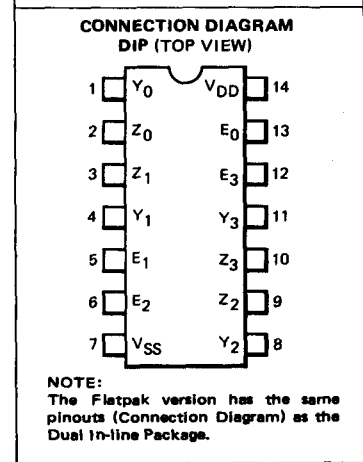 CONNECTION DIAGRAM
DIP (TOP VIEW)
1 Y0 VDD 14
2 Z0 E0 13
3 Z1 E3 12
4 Y1 Y3 11
5 E1 Z3 10
6 E2 Z2 9
7 VSS Y2 8
NOTE:
The Flatpak version has the same
pinouts (Connection Diagram) as the
Dual In-line Package.